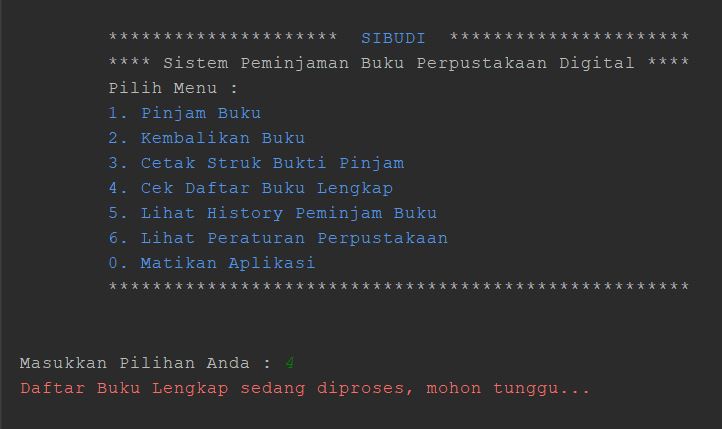 ********************* SIBUDI **********************
**** Sistem Peminjaman Buku Perpustakaan Digital ****
Pilih Menu :
1. Pinjam Buku
2. Kembalikan Buku
3. Cetak Struk Bukti Pinjam
4. Cek Daftar Buku Lengkap
5. Lihat History Peminjam Buku
6. Lihat Peraturan Perpustakaan
0. Matikan Aplikasi
*****************************************************
Masukkan Pilihan Anda : 4
Daftar Buku Lengkap sedang diproses, mohon tunggu...